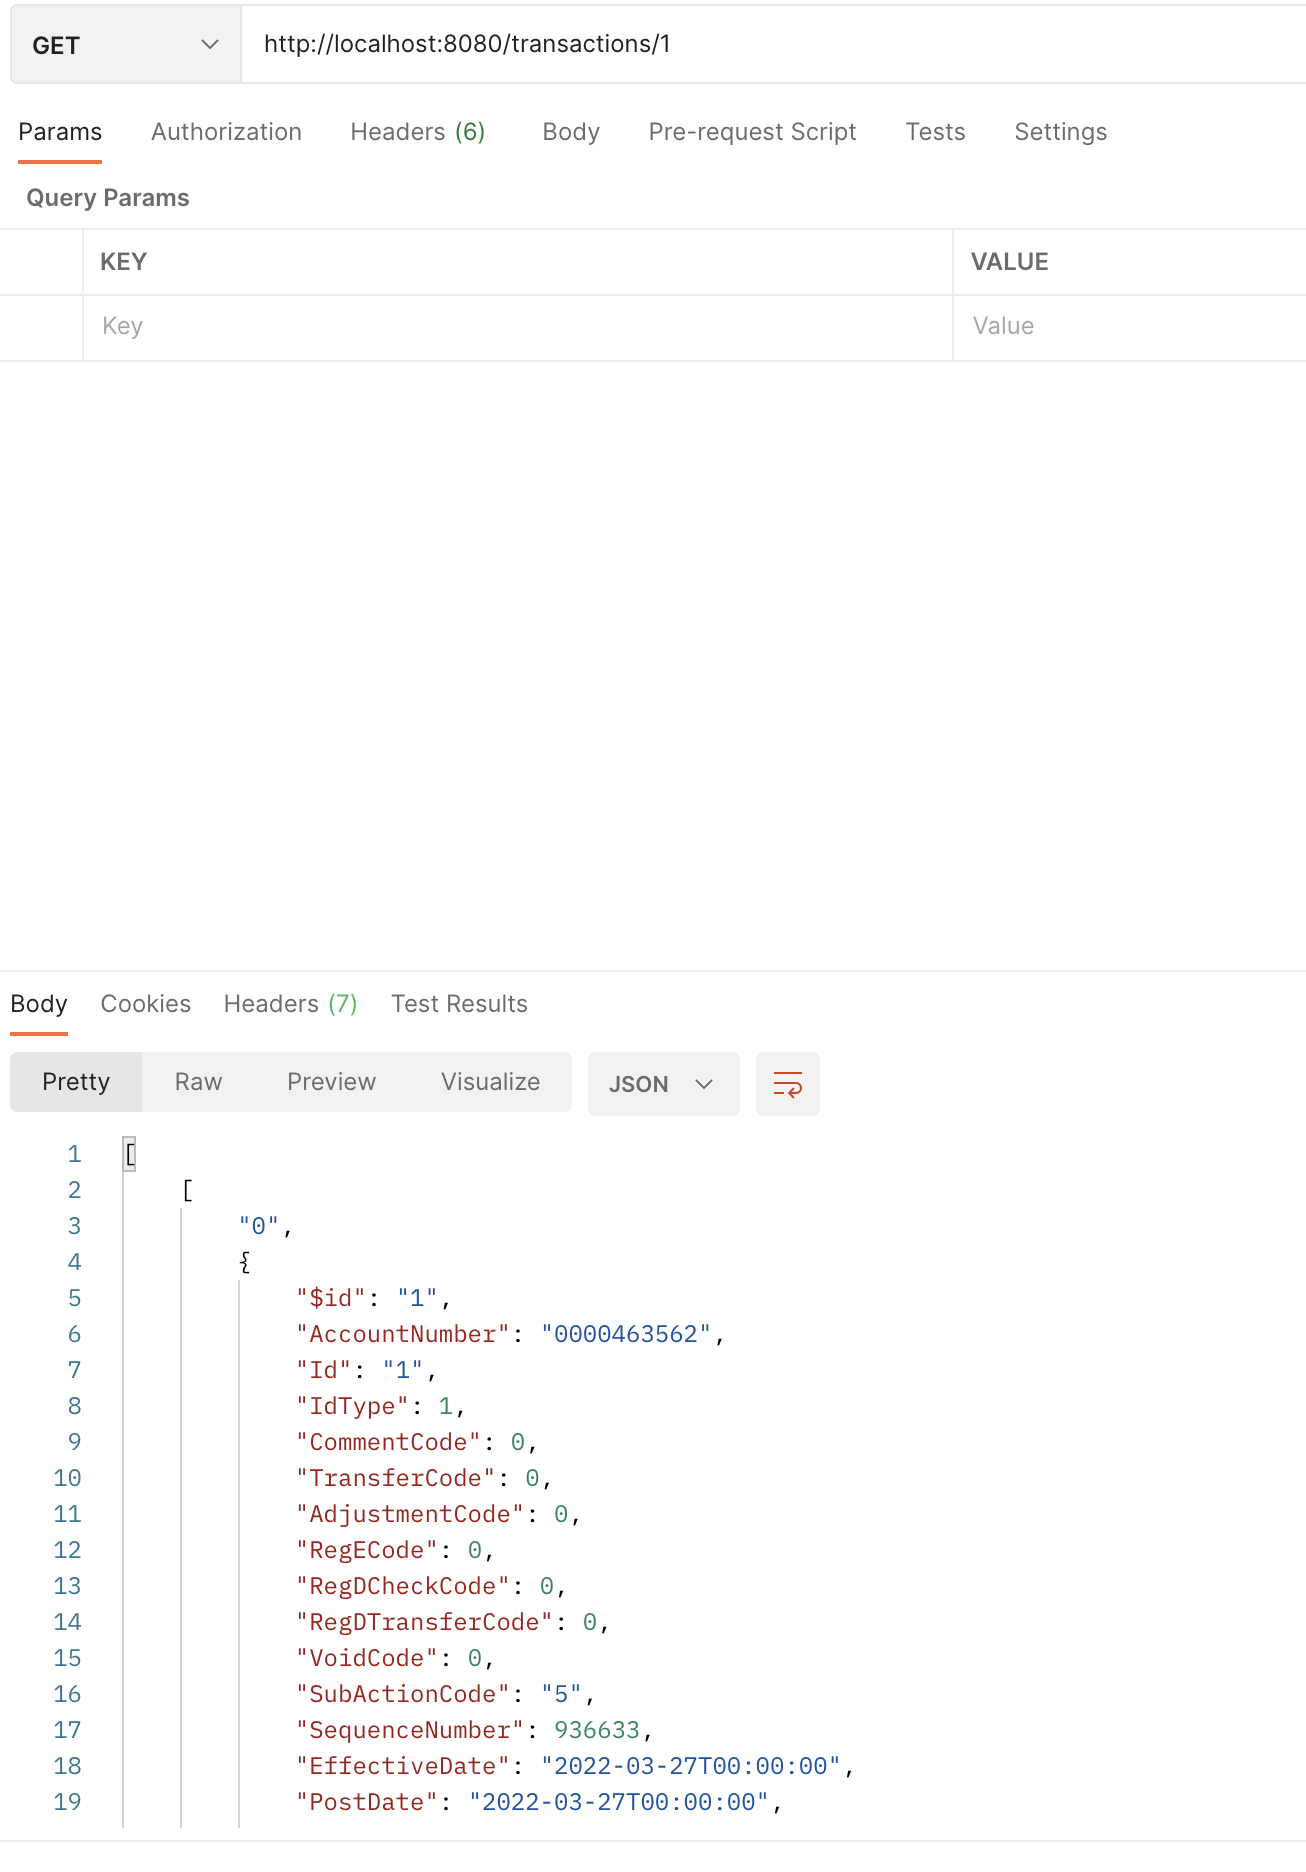 GET http://localhost:8080/transactions/1
Params Authorization Headers (6) Body Pre-request Script Tests Settings
Query Params
KEY VALUE
Key Value
Body Cookies Headers (7) Test Results
Pretty Raw Preview Visualize JSON
1 [
2 [
3 "0",
4 {
5 "$id": "1",
6 "AccountNumber": "0000463562",
7 "Id": "1",
8 "IdType": 1,
9 "CommentCode": 0,
10 "TransferCode": 0,
11 "AdjustmentCode": 0,
12 "RegECode": 0,
13 "RegDCheckCode": 0,
14 "RegDTransferCode": 0,
15 "VoidCode": 0,
16 "SubActionCode": "5",
17 "SequenceNumber": 936633,
18 "EffectiveDate": "2022-03-27T00:00:00",
19 "PostDate": "2022-03-27T00:00:00",